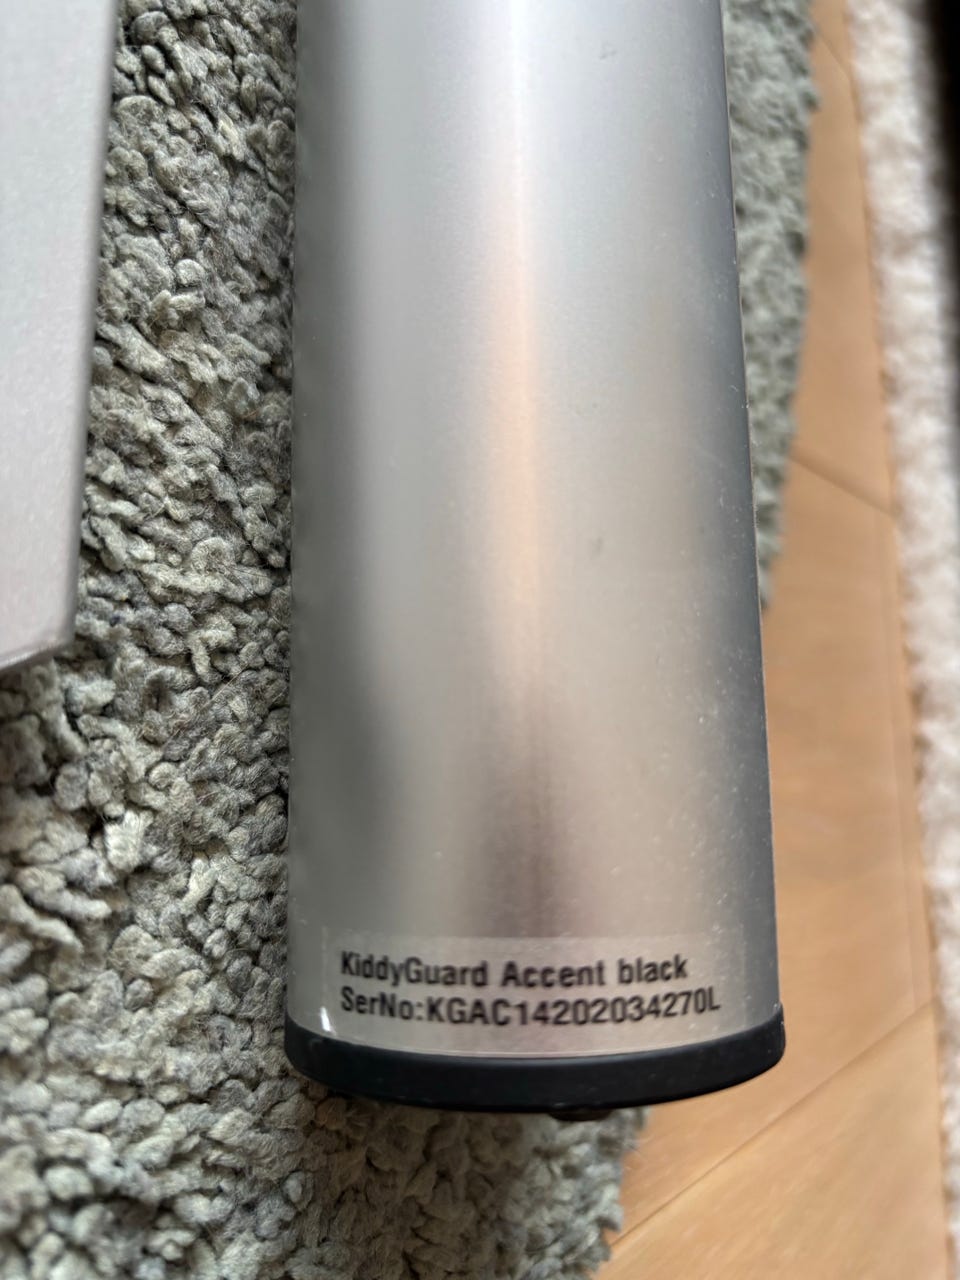 KiddyGuard Accent black
SerNo:KGAC14202034270L